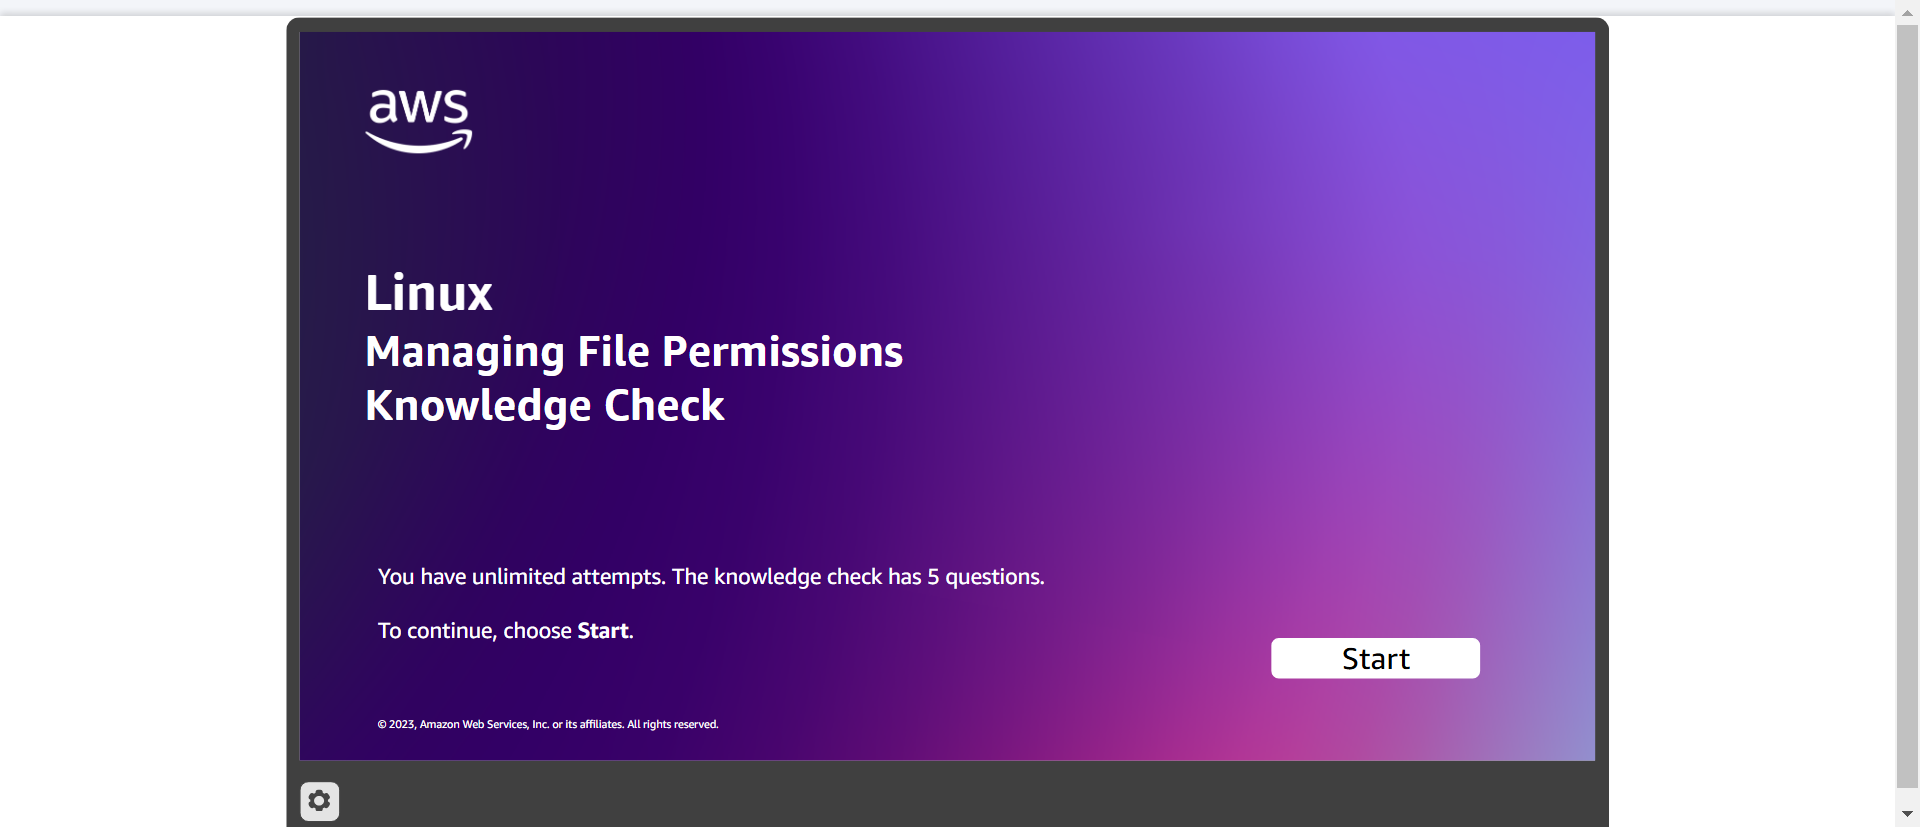 aws
Linux
Managing File Permissions
Knowledge Check
You have unlimited attempts. The knowledge check has 5 questions.
To continue, choose Start.
Start
© 2023, Amazon Web Services, Inc. or its affiliates. All rights reserved.